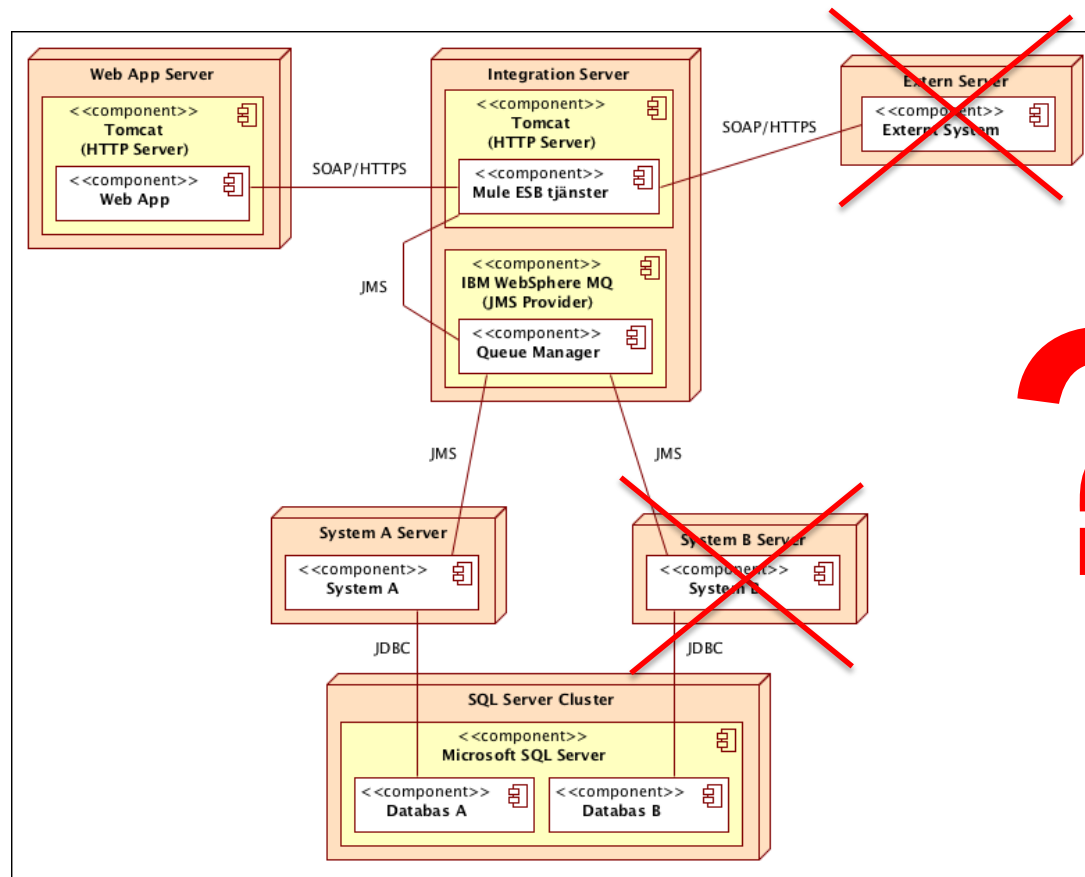 Web App Server
<<component>>
Tomcat
(HTTP Server)
<<component>>
Web App
SOAP/HTTPS
Integration Server
<<component>>
Tomcat
(HTTP Server)
<<component>>
Mule ESB tjänster
SOAP/HTTPS
Extern Server
<<component>>
Externt System
JMS
<<component>>
IBM WebSphere MQ
(JMS Provider)
<<component>>
Queue Manager
JMS
JMS
System A Server
<<component>>
System A
System B Server
<<component>>
System B
JDBC
JDBC
SQL Server Cluster
<<component>>
Microsoft SQL Server
<<component>>
Databas A
<<component>>
Databas B